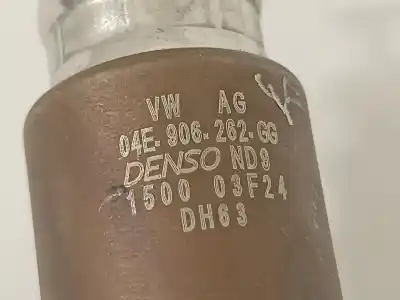 VW AG
04E-906-262-GG
DENSO ND9
1500 03F24
DH63